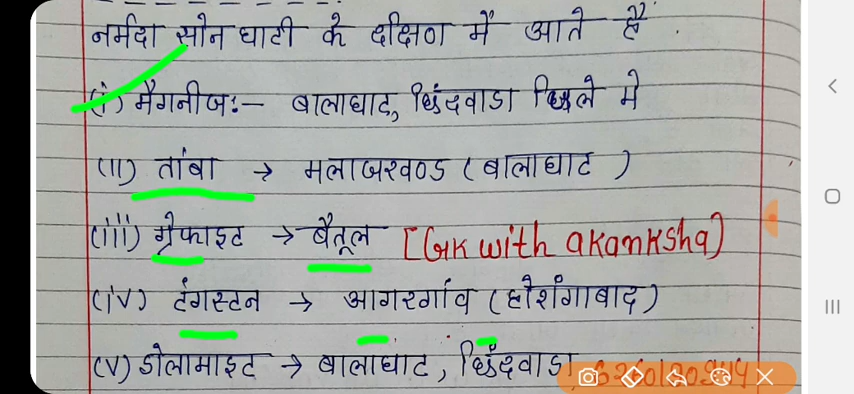 नर्मदा सोन घाटी के दक्षिण में आते है
(i) मैंगनीजः- बालाघाट, छिंदवाडा जिले मे
(ii) तांबा → मलाजखण्ड (बालाघाट)
(iii) ग्रेफाइट → बैतूल [GK with akanksha]
(iv) टंगस्टन → आगरगांव (होशंगाबाद)
(v) डोलामाइट → बालाघाट, छिंदवाडा